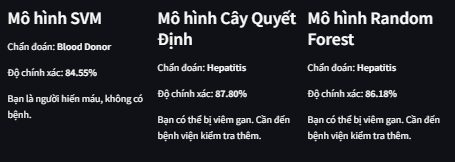 Mô hình SVM
Chẩn đoán: Blood Donor
Độ chính xác: 84.55%
Bạn là người hiến máu, không có
bệnh.
Mô hình Cây Quyết
Định
Chẩn đoán: Hepatitis
Độ chính xác: 87.80%
Bạn có thể bị viêm gan. Cần đến
bệnh viện kiểm tra thêm.
Mô hình Random
Forest
Chẩn đoán: Hepatitis
Độ chính xác: 86.18%
Bạn có thể bị viêm gan. Cần đến
bệnh viện kiểm tra thêm.